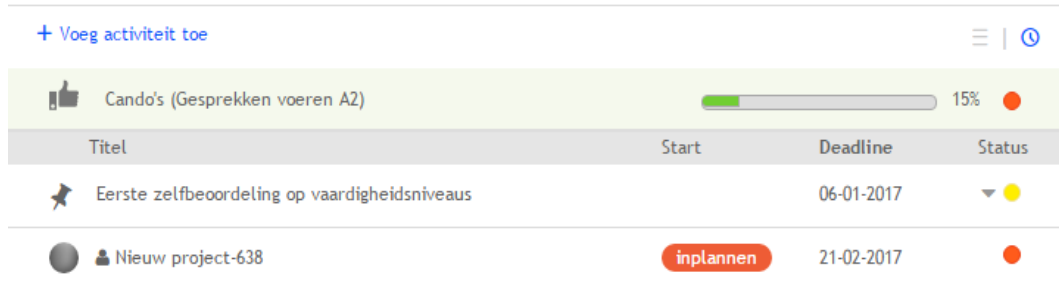 + Voeg activiteit toe
Cando's (Gesprekken voeren A2) 15%
Titel Start Deadline Status
Eerste zelfbeoordeling op vaardigheidsniveaus 06-01-2017
Nieuw project-638 inplannen 21-02-2017